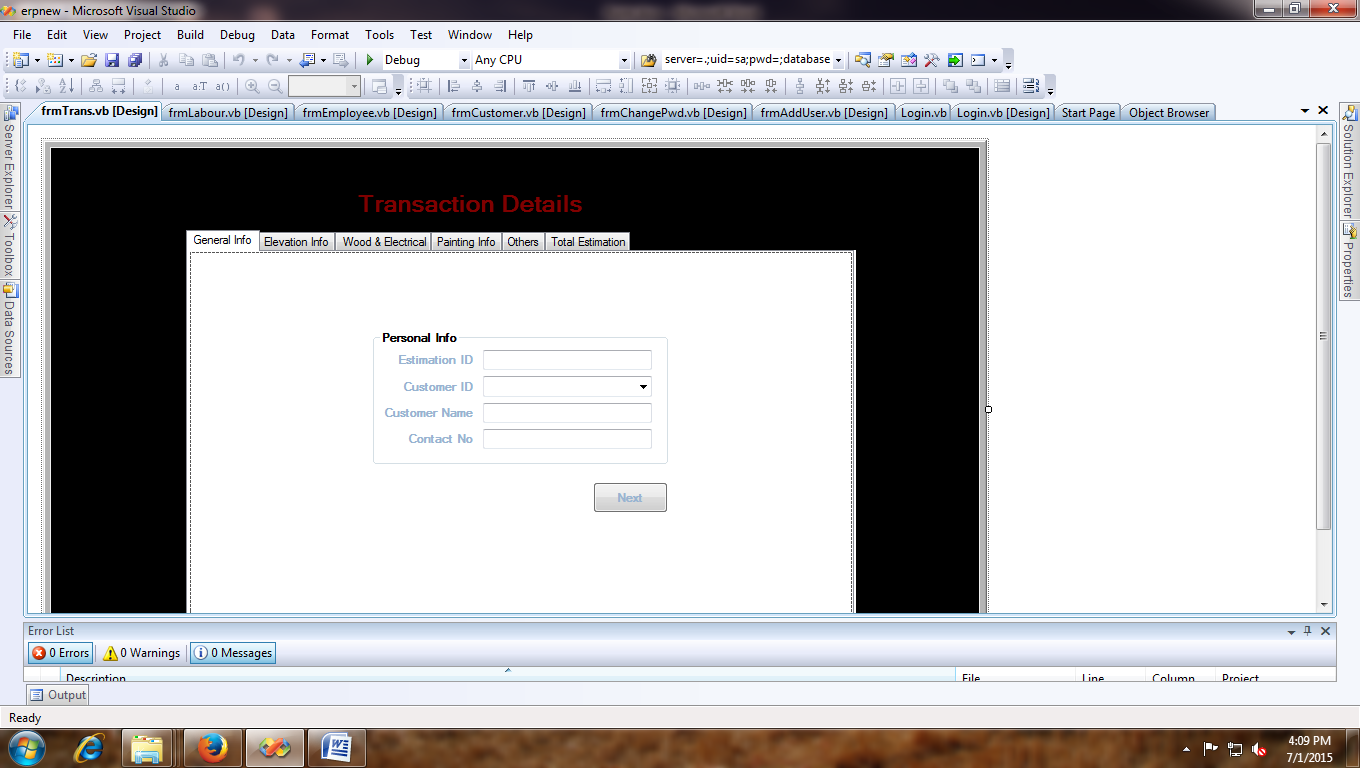 erpnew - Microsoft Visual Studio
File Edit View Project Build Debug Data Format Tools Test Window Help
Debug Any CPU server=.;uid=sa;pwd=;database
frmTrans.vb [Design] frmLabour.vb [Design] frmEmployee.vb [Design] frmCustomer.vb [Design] frmChangePwd.vb [Design] frmAddUser.vb [Design] Login.vb Login.vb [Design] Start Page Object Browser
Server Explorer
Toolbox
Data Sources
Transaction Details
General Info Elevation Info Wood & Electrical Painting Info Others Total Estimation
Personal Info
Estimation ID
Customer ID
Customer Name
Contact No
Next
Solution Explorer
Properties
Error List
0 Errors 0 Warnings 0 Messages
Description File Line Column Project
Output
Ready
4:09 PM
7/1/2015